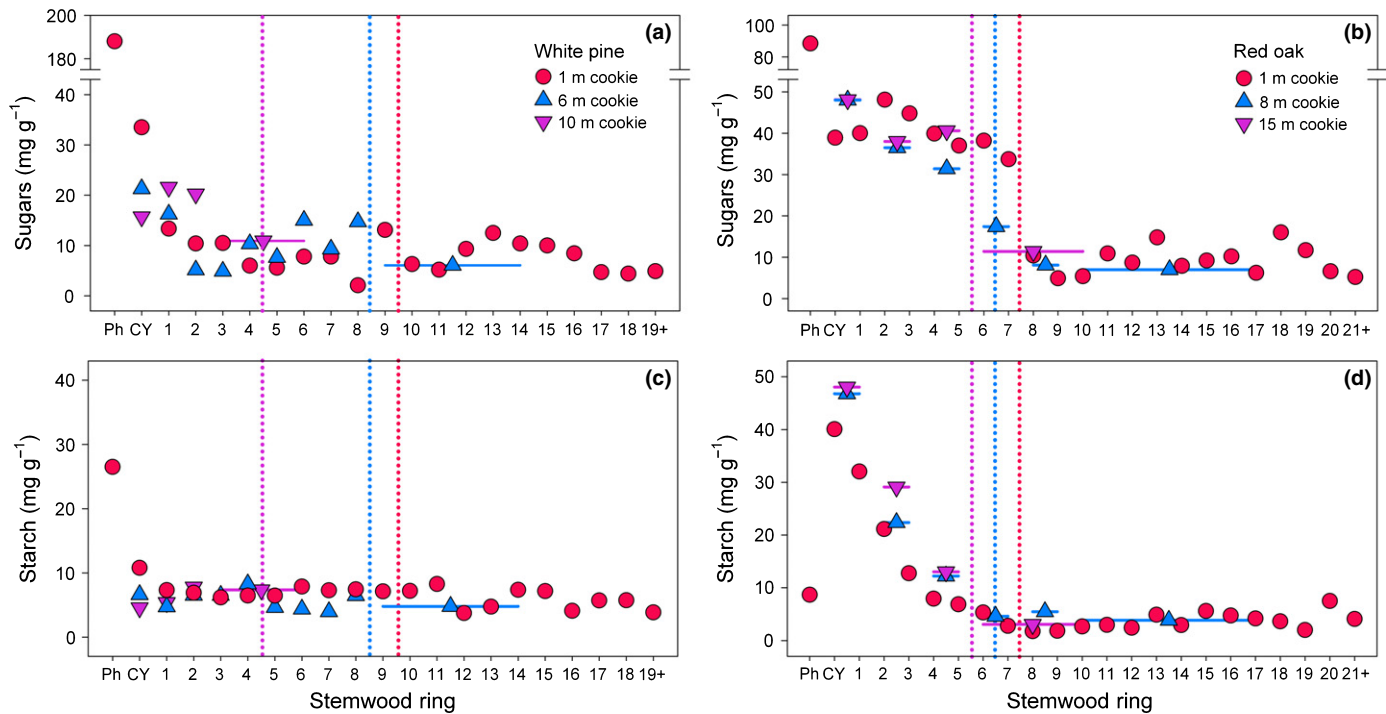 (a)
White pine
1 m cookie
6 m cookie
10 m cookie
Sugars (mg g⁻¹)
200
180
40
30
20
10
0
Ph CY 1 2 3 4 5 6 7 8 9 10 11 12 13 14 15 16 17 18 19+
(b)
Red oak
1 m cookie
8 m cookie
15 m cookie
Sugars (mg g⁻¹)
100
80
50
40
30
20
10
0
Ph CY 1 2 3 4 5 6 7 8 9 10 11 12 13 14 15 16 17 18 19 20 21+
(c)
Starch (mg g⁻¹)
40
30
20
10
0
Ph CY 1 2 3 4 5 6 7 8 9 10 11 12 13 14 15 16 17 18 19+
Stemwood ring
(d)
Starch (mg g⁻¹)
50
40
30
20
10
0
Ph CY 1 2 3 4 5 6 7 8 9 10 11 12 13 14 15 16 17 18 19 20 21+
Stemwood ring